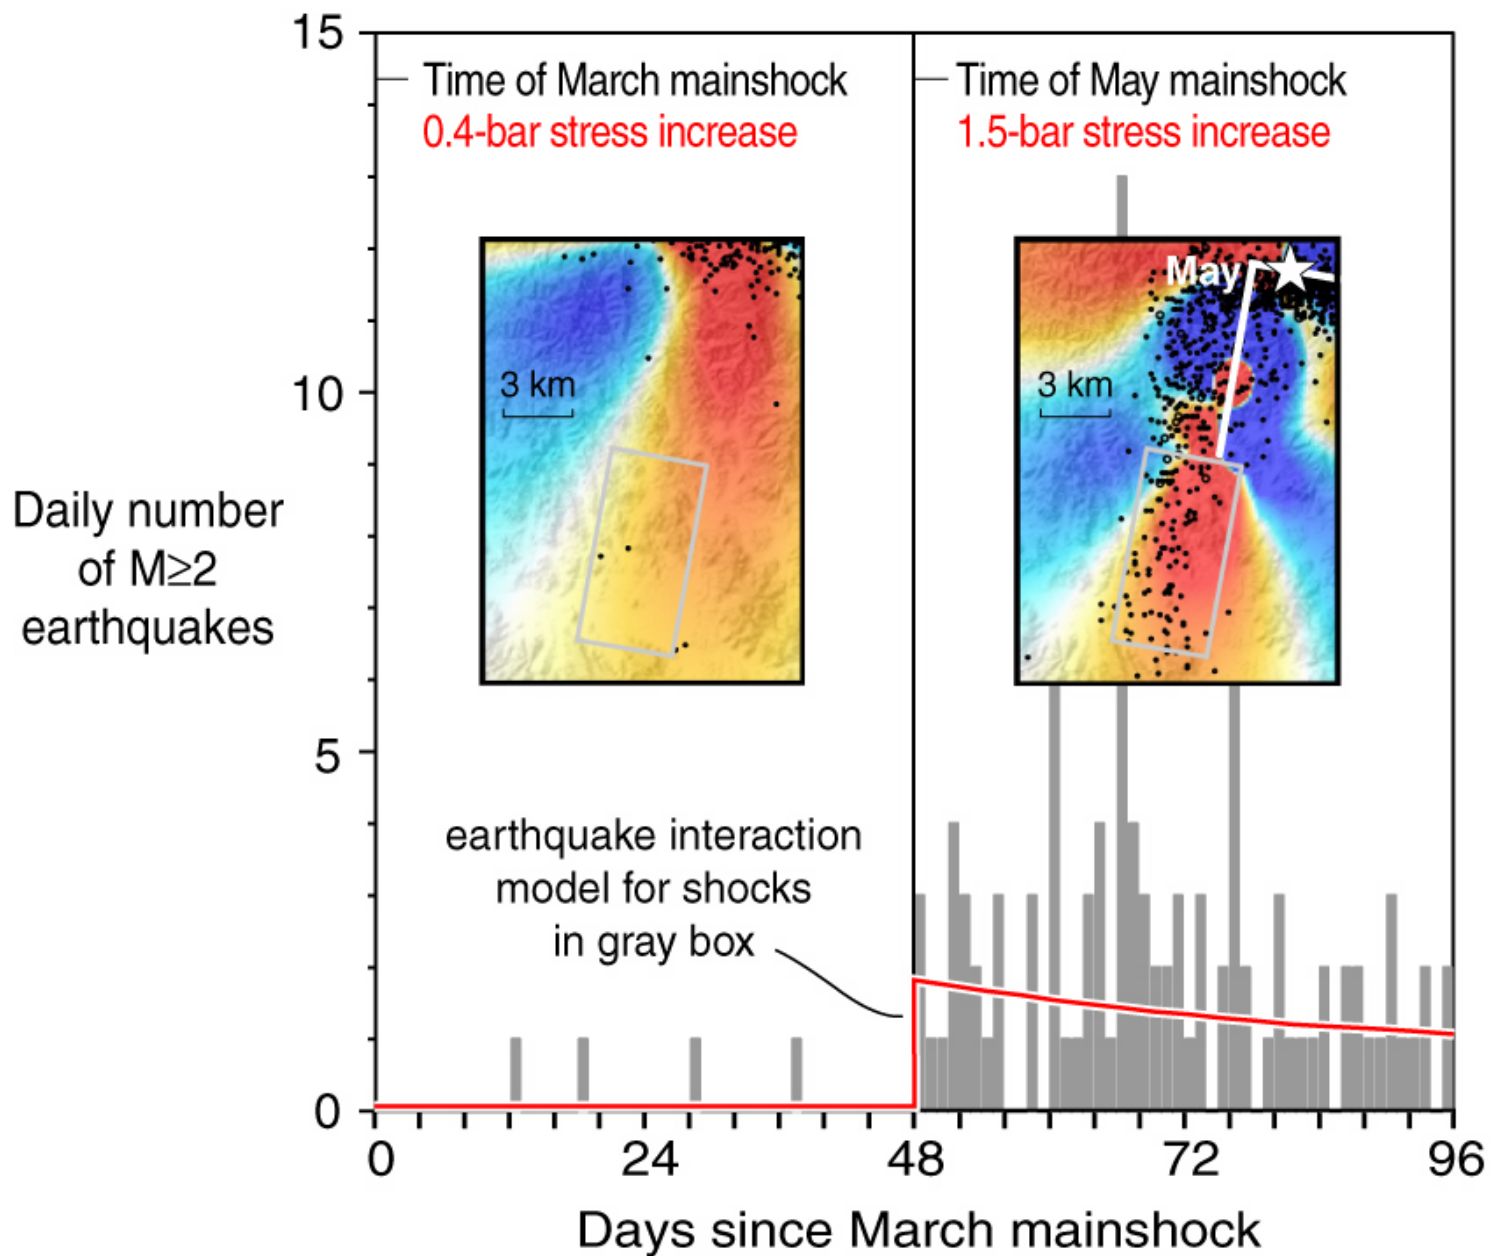 15
Time of March mainshock
0.4-bar stress increase
Time of May mainshock
1.5-bar stress increase
May
3 km
3 km
10
Daily number
of M≥2
earthquakes
5
earthquake interaction
model for shocks
in gray box
0
0
24
48
72
96
Days since March mainshock